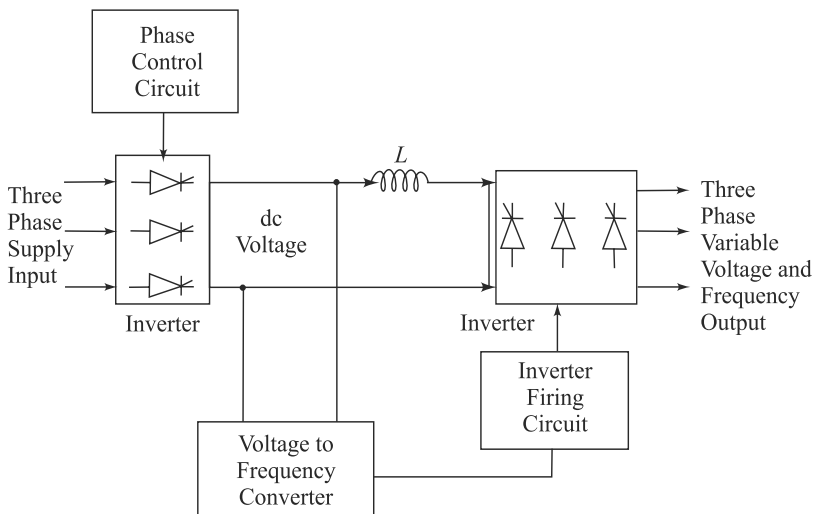 Phase
Control
Circuit
Three
Phase
Supply
Input
Inverter
dc
Voltage
L
Inverter
Three
Phase
Variable
Voltage and
Frequency
Output
Inverter
Firing
Circuit
Voltage to
Frequency
Converter